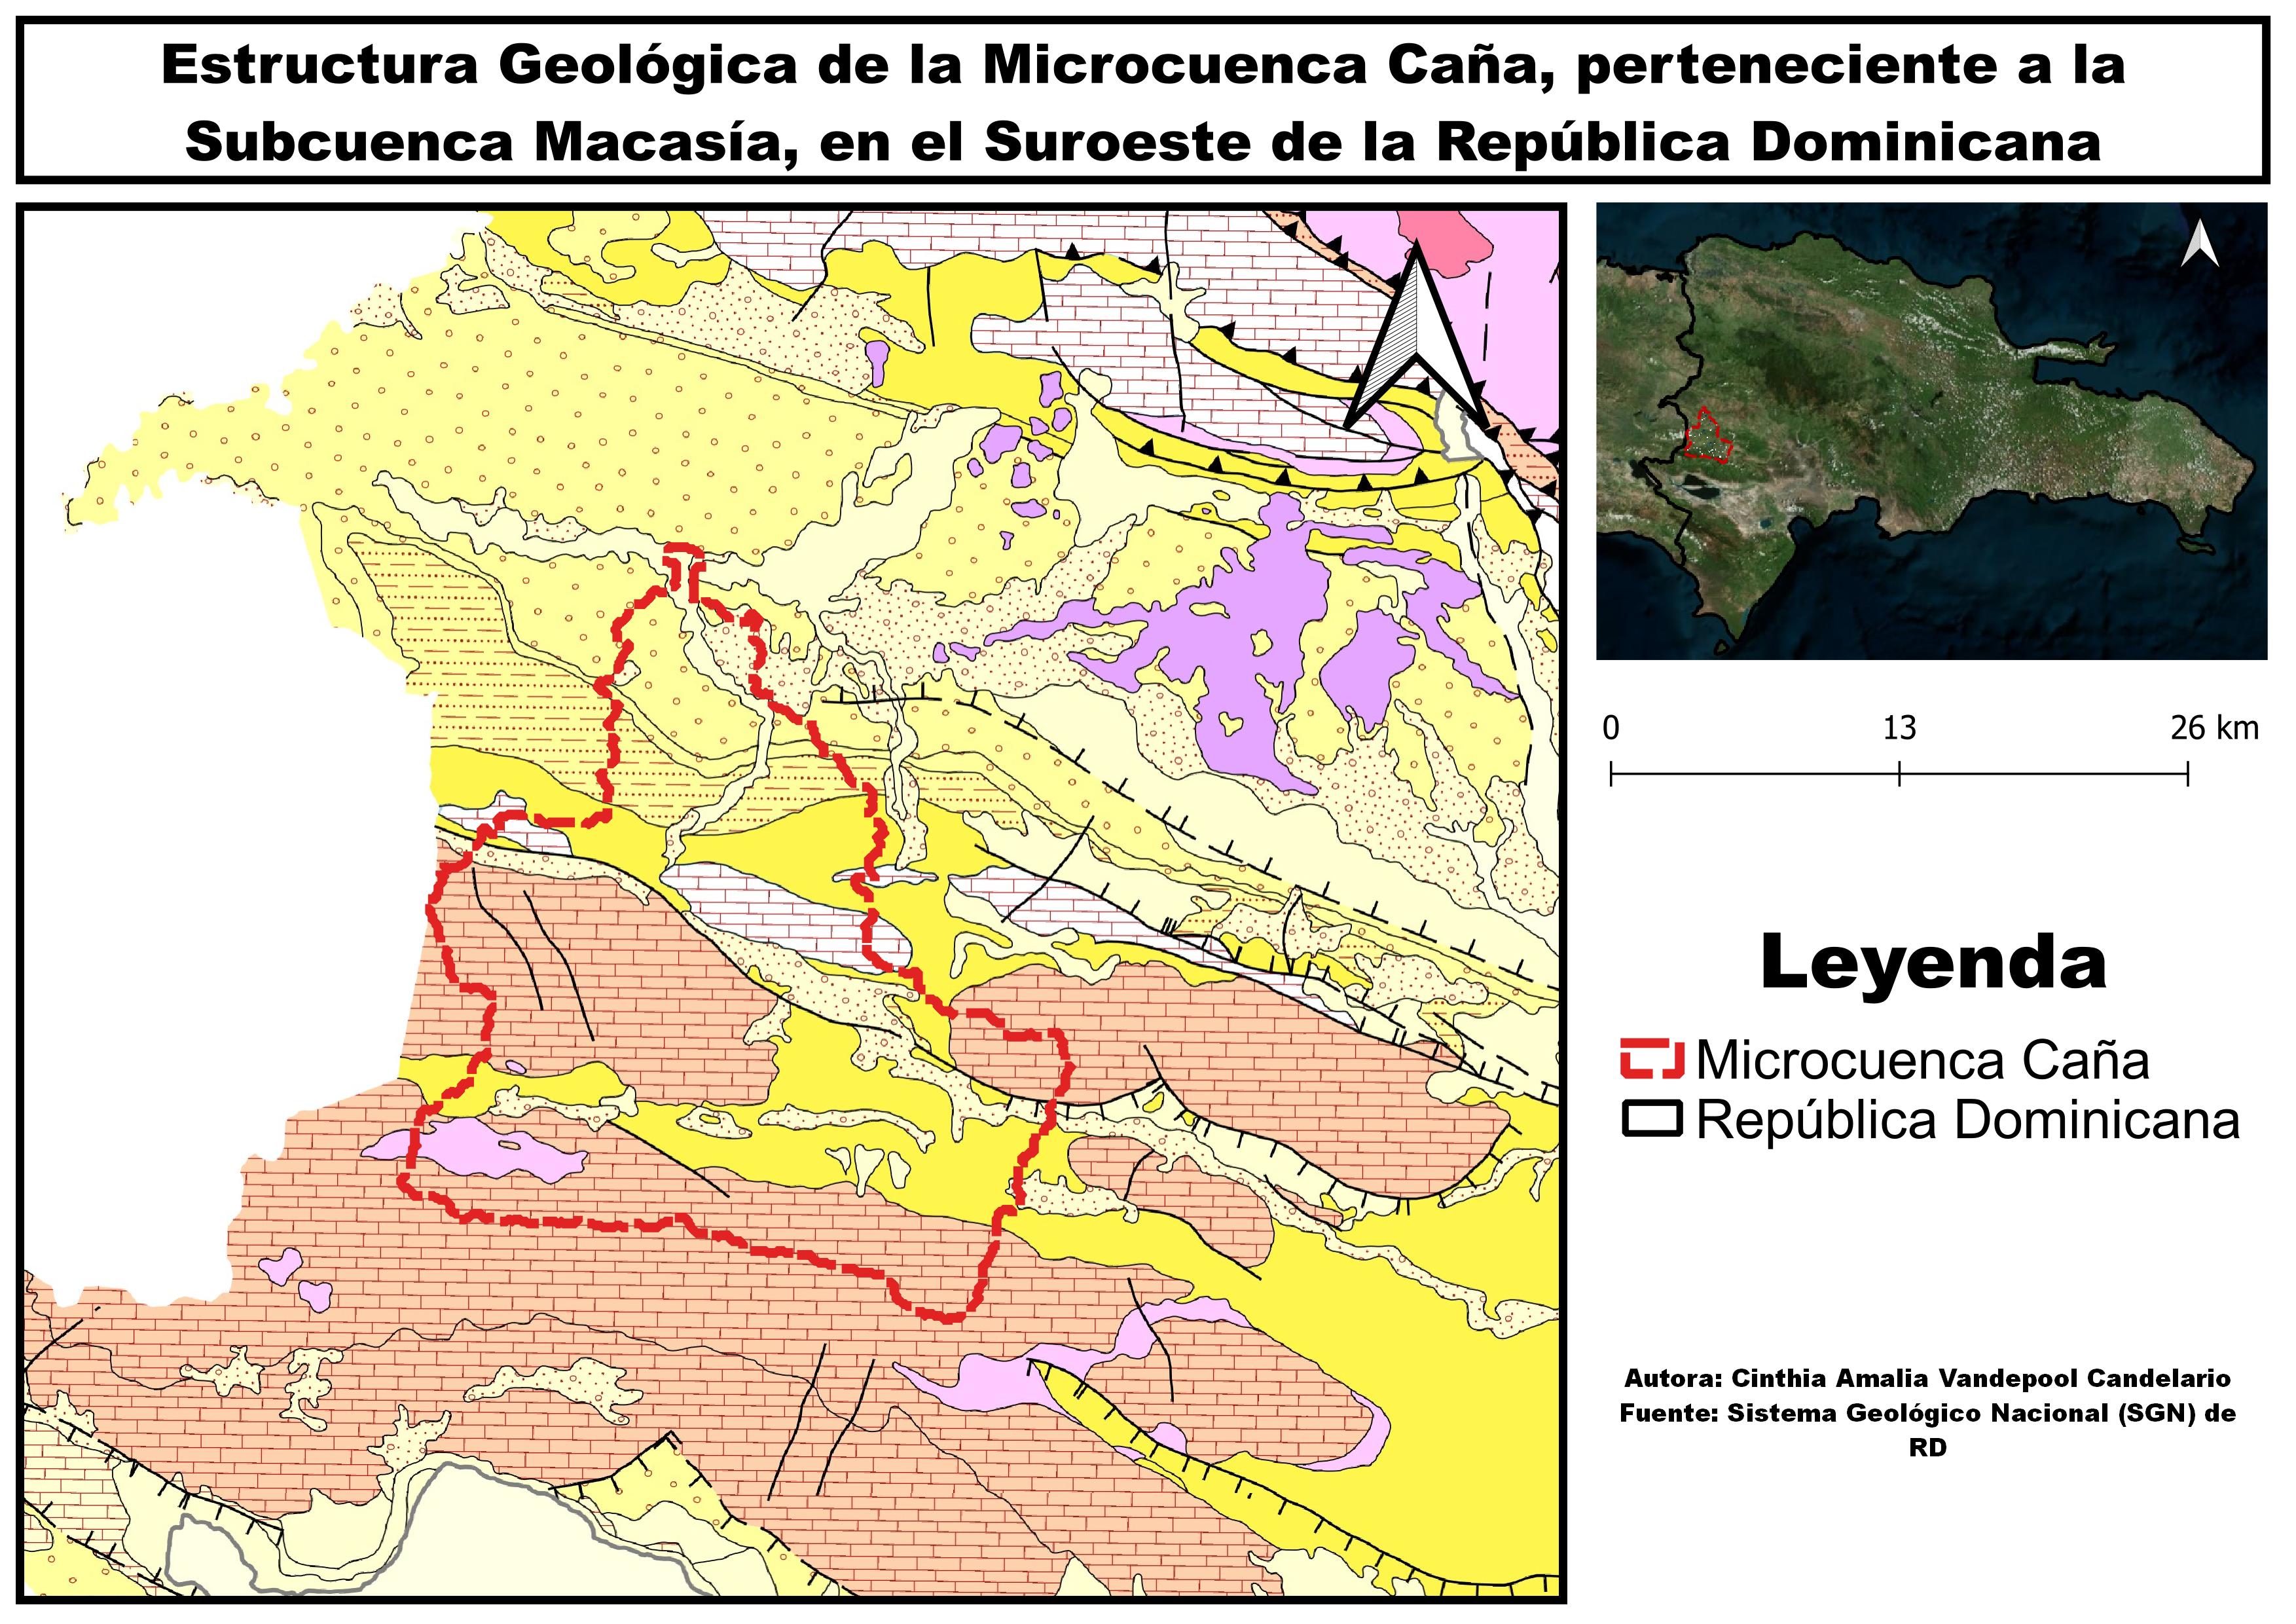 Estructura Geológica de la Microcuenca Caña, perteneciente a la
Subcuenca Macasía, en el Suroeste de la República Dominicana
0 13 26 km
Leyenda
Microcuenca Caña
República Dominicana
Autora: Cinthia Amalia Vandepool Candelario
Fuente: Sistema Geológico Nacional (SGN) de
RD